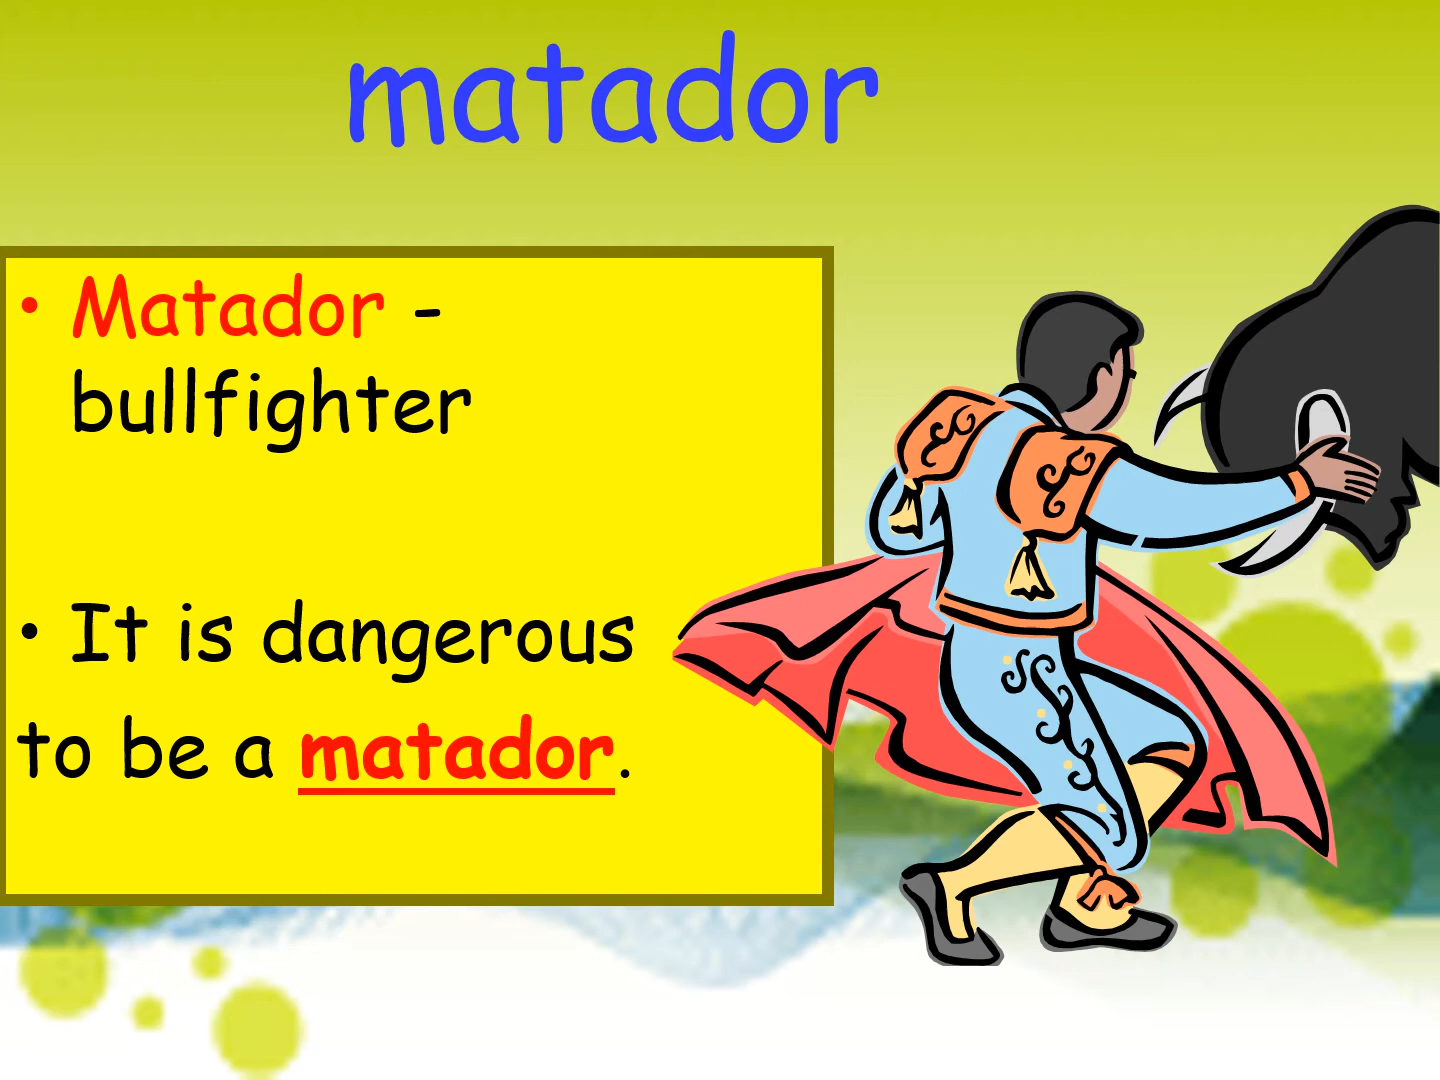 matador
• Matador -
bullfighter
• It is dangerous
to be a matador.